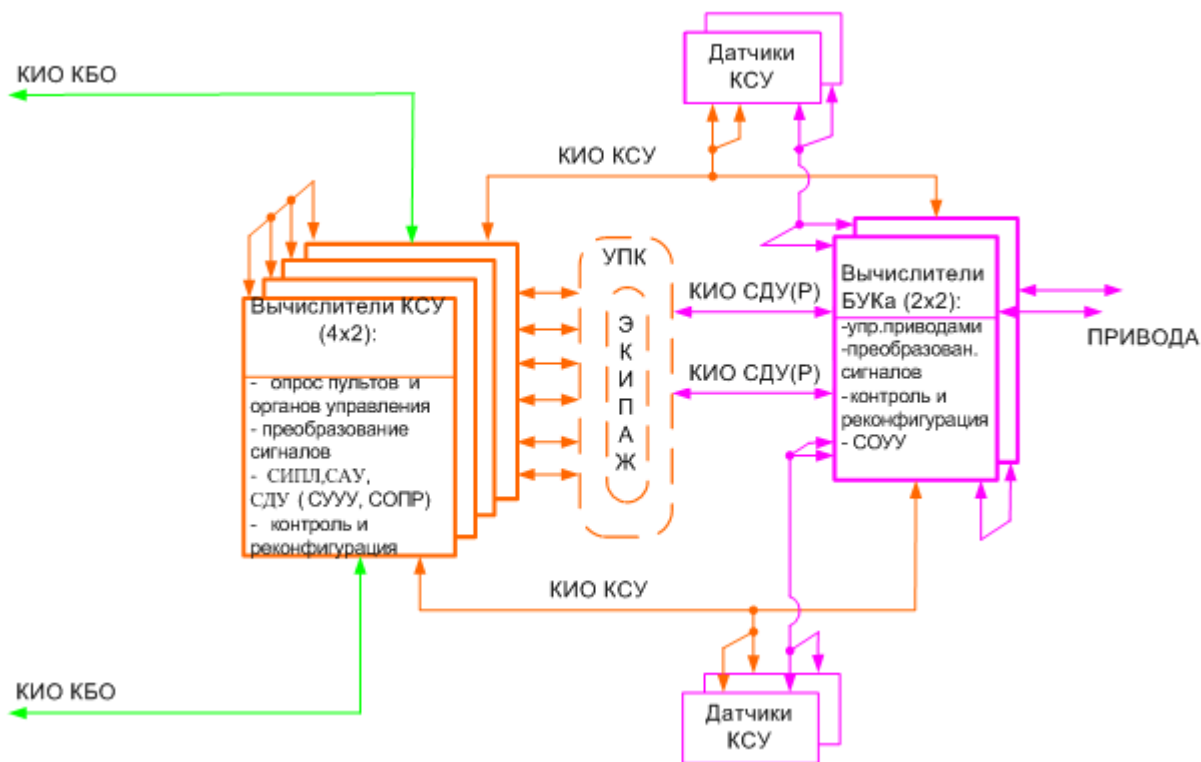 Датчики
КСУ
КИО КБО
КИО КСУ
УПК
Вычислители КСУ
(4х2):
- опрос пультов и
органов управления
- преобразование
сигналов
- СИПЛ,САУ,
СДУ ( СУУУ, СОПР)
- контроль и
реконфигурация
Э
К
И
П
А
Ж
КИО СДУ(Р)
КИО СДУ(Р)
Вычислители
БУКа (2х2):
-упр.приводами
-преобразован.
сигналов
-контроль и
реконфигурация
- СОУУ
ПРИВОДА
КИО КСУ
КИО КБО
Датчики
КСУ